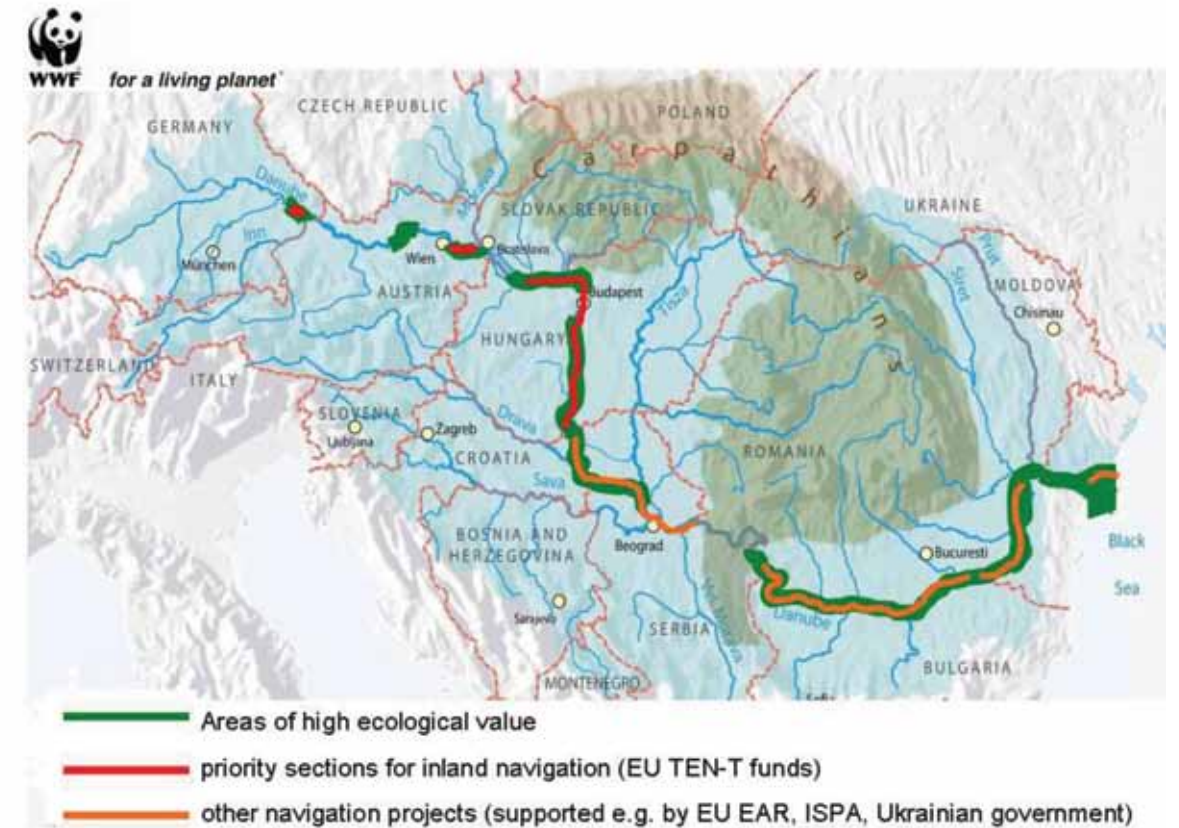 WWF for a living planet
CZECH REPUBLIC
POLAND
GERMANY
Carpathians
Danube
Morava
SLOVAK REPUBLIC
UKRAINE
Inn
München
Wien
Bratislava
Prut
Siret
MOLDOVA
Chisinau
AUSTRIA
Budapest
Tisza
HUNGARY
SWITZERLAND
ITALY
SLOVENIA
Ljubjana
Zagreb
Drava
CROATIA
ROMANIA
Sava
BOSNIA AND
HERZEGOVINA
Beograd
Bucuresti
Black
Sea
Sarajevo
SERBIA
Danube
BULGARIA
MONTENEGRO
Areas of high ecological value
priority sections for inland navigation (EU TEN-T funds)
other navigation projects (supported e.g. by EU EAR, ISPA, Ukrainian government)